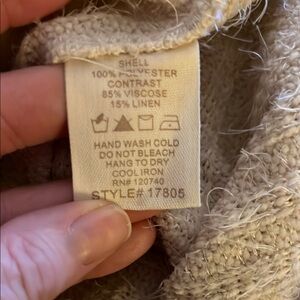 SHELL
100% POLYESTER
CONTRAST
85% VISCOSE
15% LINEN
HAND WASH COLD
DO NOT BLEACH
HANG TO DRY
COOL IRON
RN# 120740
STYLE# 17805